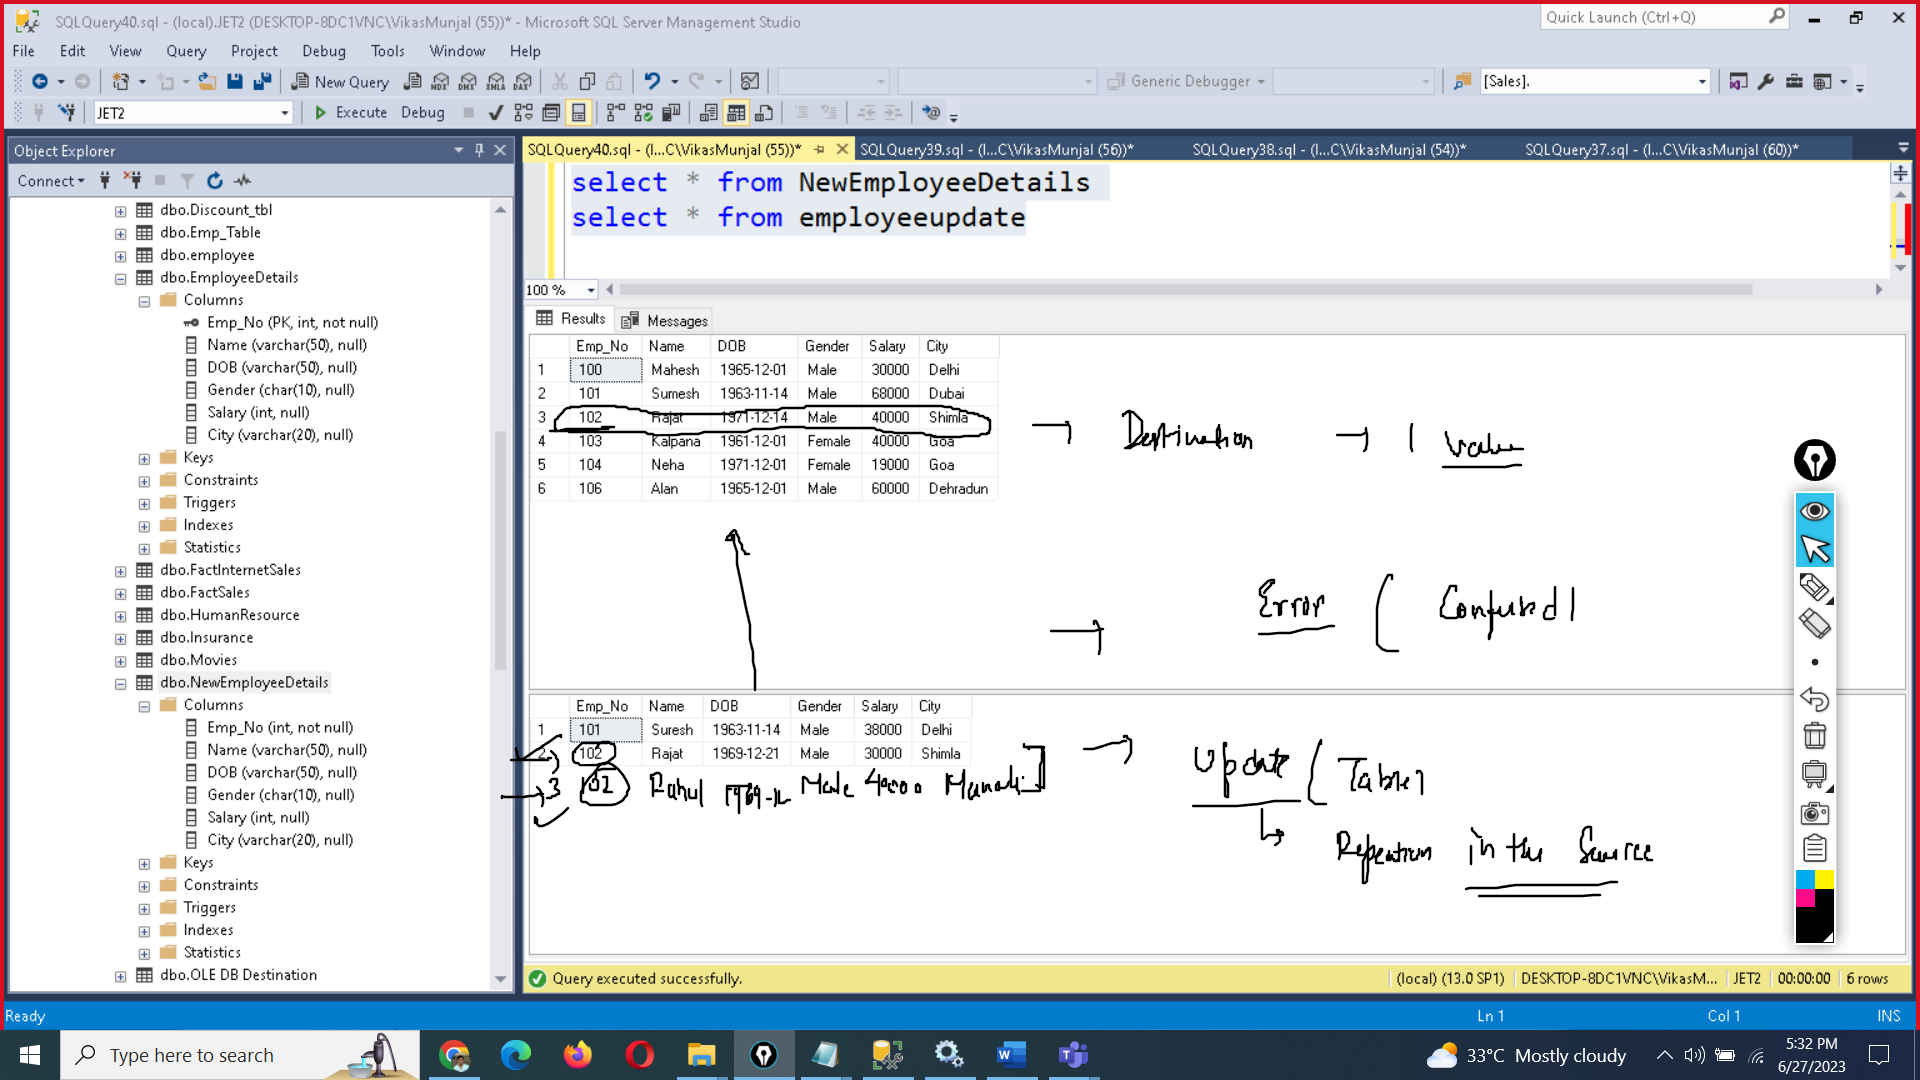 SQLQuery40.sql - (local).JET2 (DESKTOP-8DC1VNC\VikasMunjal (55))* - Microsoft SQL Server Management Studio
Quick Launch (Ctrl+Q)
File Edit View Query Project Debug Tools Window Help
New Query MDX DMX XMLA DAX Generic Debugger [Sales].
JET2 Execute Debug
Object Explorer
Connect
dbo.Discount_tbl
dbo.Emp_Table
dbo.employee
dbo.EmployeeDetails
Columns
Emp_No (PK, int, not null)
Name (varchar(50), null)
DOB (varchar(50), null)
Gender (char(10), null)
Salary (int, null)
City (varchar(20), null)
Keys
Constraints
Triggers
Indexes
Statistics
dbo.FactInternetSales
dbo.FactSales
dbo.HumanResource
dbo.Insurance
dbo.Movies
dbo.NewEmployeeDetails
Columns
Emp_No (int, not null)
Name (varchar(50), null)
DOB (varchar(50), null)
Gender (char(10), null)
Salary (int, null)
City (varchar(20), null)
Keys
Constraints
Triggers
Indexes
Statistics
dbo.OLE DB Destination
SQLQuery40.sql - (l...C\VikasMunjal (55))* SQLQuery39.sql - (l...C\VikasMunjal (56))* SQLQuery38.sql - (l...C\VikasMunjal (54))* SQLQuery37.sql - (l...C\VikasMunjal (60))*
select * from NewEmployeeDetails
select * from employeeupdate
100 %
Results Messages
Emp_No Name DOB Gender Salary City
1 100 Mahesh 1965-12-01 Male 30000 Delhi
2 101 Sumesh 1963-11-14 Male 68000 Dubai
3 102 Rajat 1971-12-14 Male 40000 Shimla
4 103 Kalpana 1961-12-01 Female 40000 Goa
5 104 Neha 1971-12-01 Female 19000 Goa
6 106 Alan 1965-12-01 Male 60000 Dehradun
Destination 1 Value
Error ( Confused
Emp_No Name DOB Gender Salary City
1 101 Suresh 1963-11-14 Male 38000 Delhi
2 102 Rajat 1969-12-21 Male 30000 Shimla
3 102 Rahul 1969-12 Male 40000 Manali
Update ( Table
in the Source
Query executed successfully. (local) (13.0 SP1) DESKTOP-8DC1VNC\VikasM... JET2 00:00:00 6 rows
Ready Ln 1 Col 1 INS
Type here to search 33°C Mostly cloudy 5:32 PM
6/27/2023